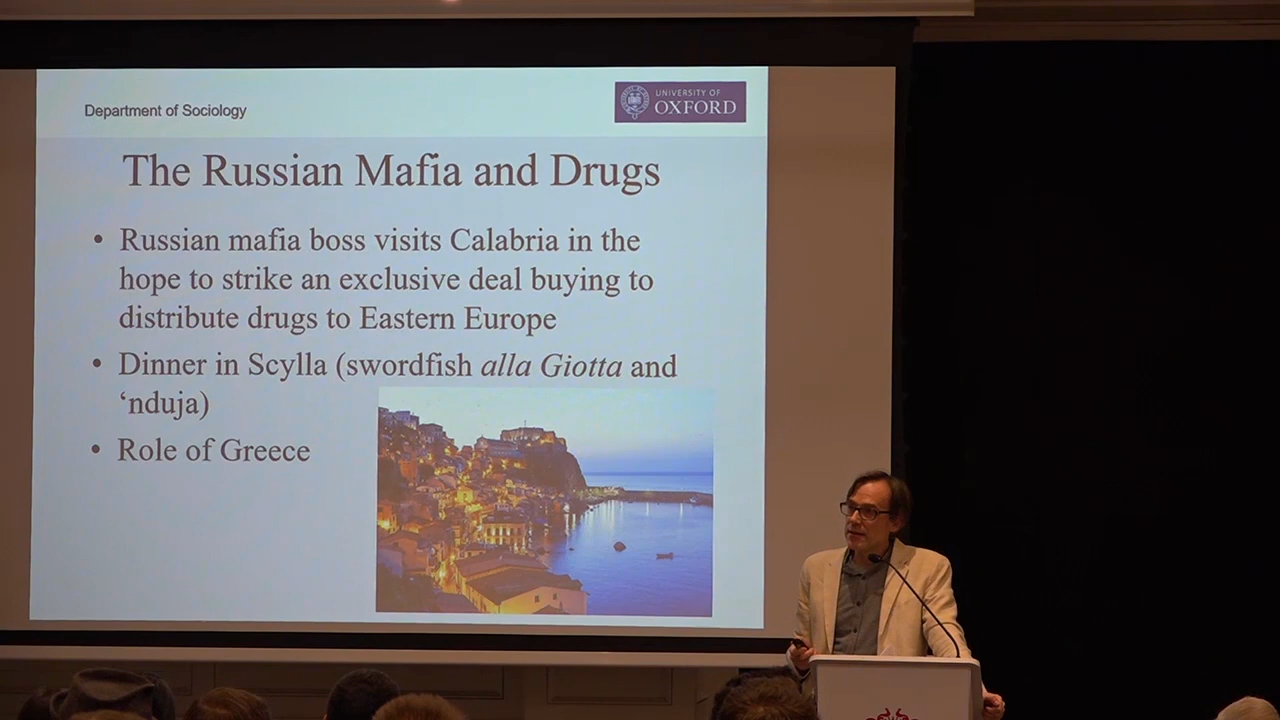 Department of Sociology
UNIVERSITY OF
OXFORD
The Russian Mafia and Drugs
• Russian mafia boss visits Calabria in the
hope to strike an exclusive deal buying to
distribute drugs to Eastern Europe
• Dinner in Scylla (swordfish alla Giotta and
‘nduja)
• Role of Greece